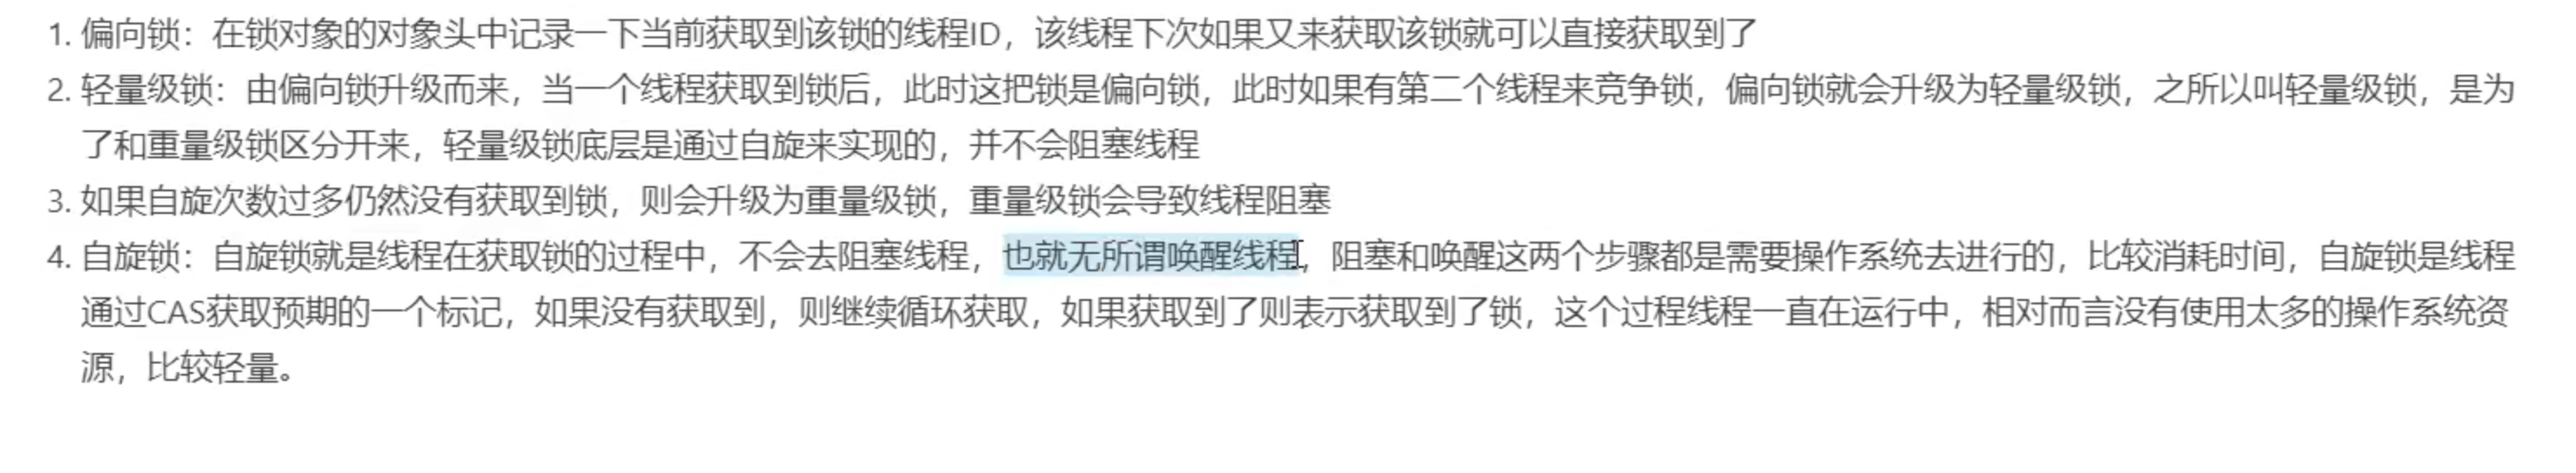 1. 偏向锁：在锁对象的对象头中记录一下当前获取到该锁的线程ID，该线程下次如果又来获取该锁就可以直接获取到了
2. 轻量级锁：由偏向锁升级而来，当一个线程获取到锁后，此时这把锁是偏向锁，此时如果有第二个线程来竞争锁，偏向锁就会升级为轻量级锁，之所以叫轻量级锁，是为
了和重量级锁区分开来，轻量级锁底层是通过自旋来实现的，并不会阻塞线程
3. 如果自旋次数过多仍然没有获取到锁，则会升级为重量级锁，重量级锁会导致线程阻塞
4. 自旋锁：自旋锁就是线程在获取锁的过程中，不会去阻塞线程，也就无所谓唤醒线程，阻塞和唤醒这两个步骤都是需要操作系统去进行的，比较消耗时间，自旋锁是线程
通过CAS获取预期的一个标记，如果没有获取到，则继续循环获取，如果获取到了则表示获取到了锁，这个过程线程一直在运行中，相对而言没有使用太多的操作系统资
源，比较轻量。